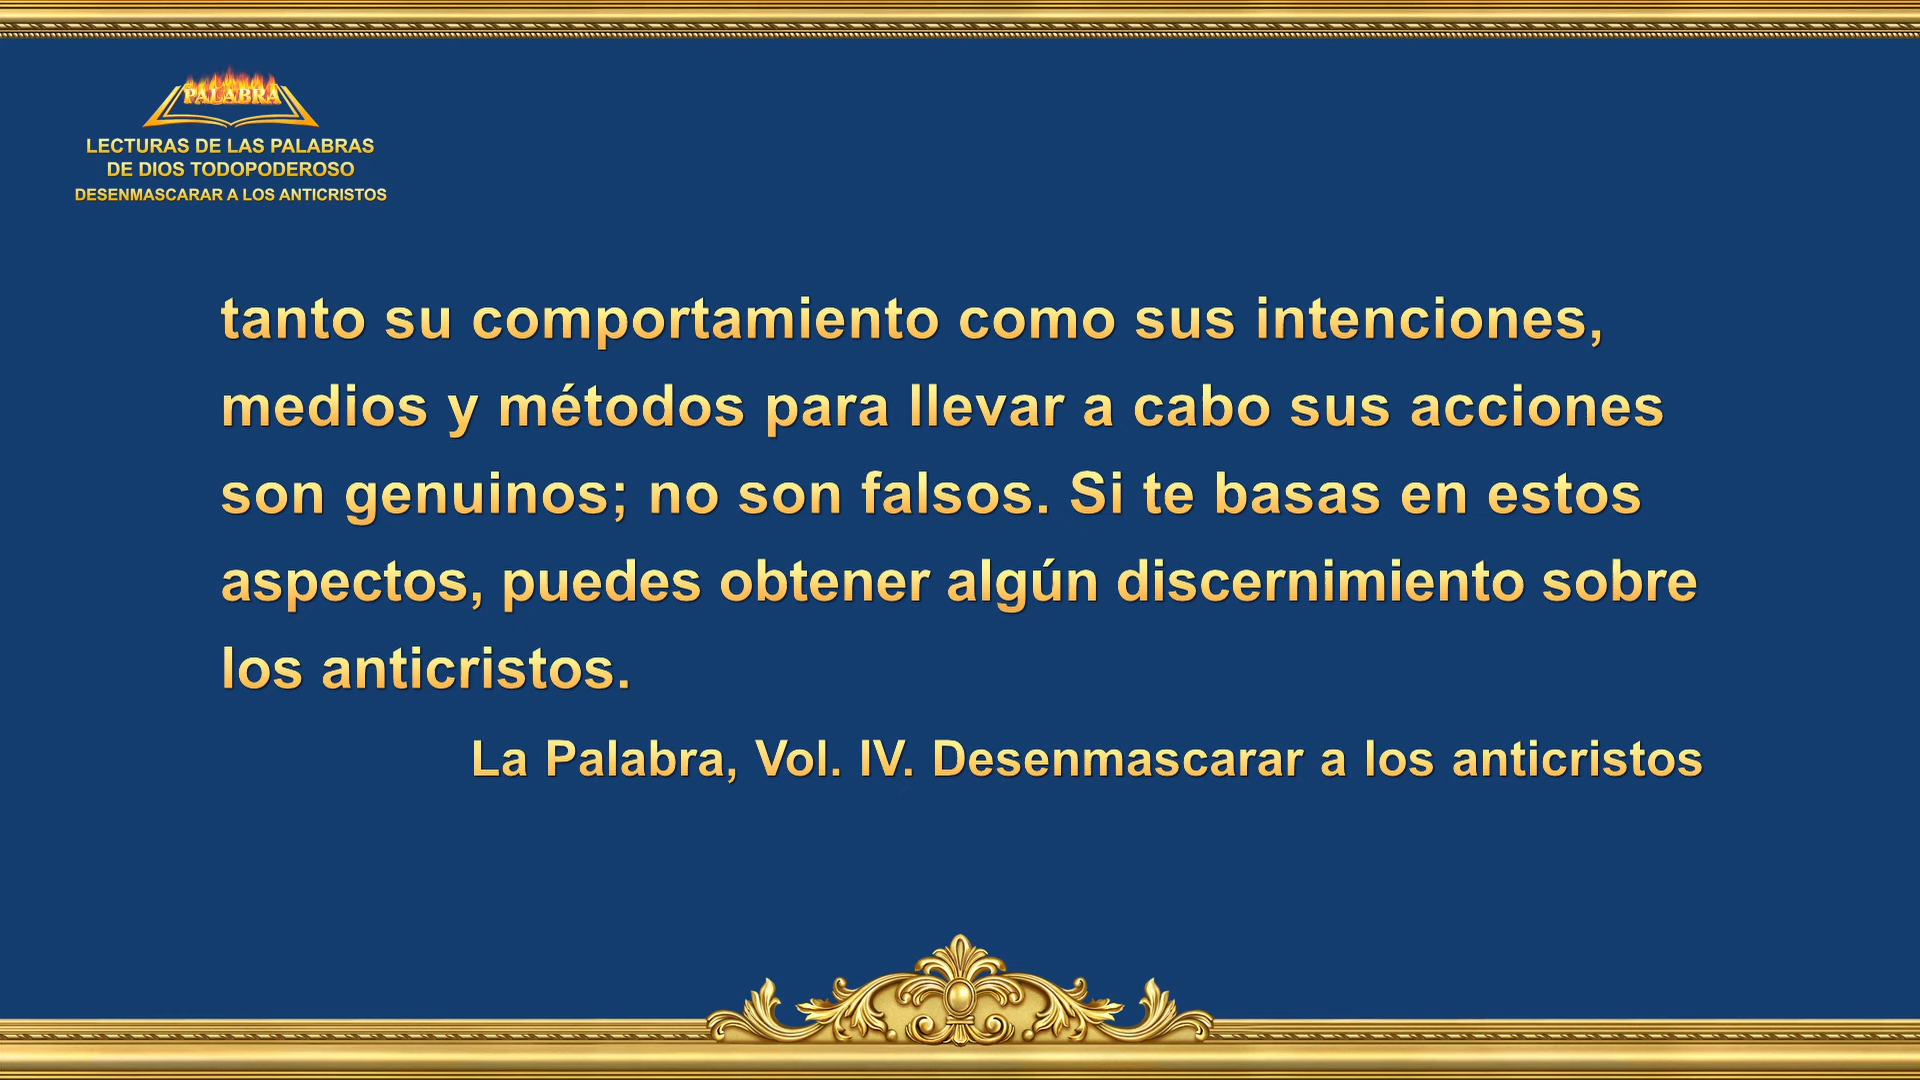 PALABRA
LECTURAS DE LAS PALABRAS
DE DIOS TODOPODEROSO
DESENMASCARAR A LOS ANTICRISTOS
tanto su comportamiento como sus intenciones,
medios y métodos para llevar a cabo sus acciones
son genuinos; no son falsos. Si te basas en estos
aspectos, puedes obtener algún discernimiento sobre
los anticristos.
La Palabra, Vol. IV. Desenmascarar a los anticristos